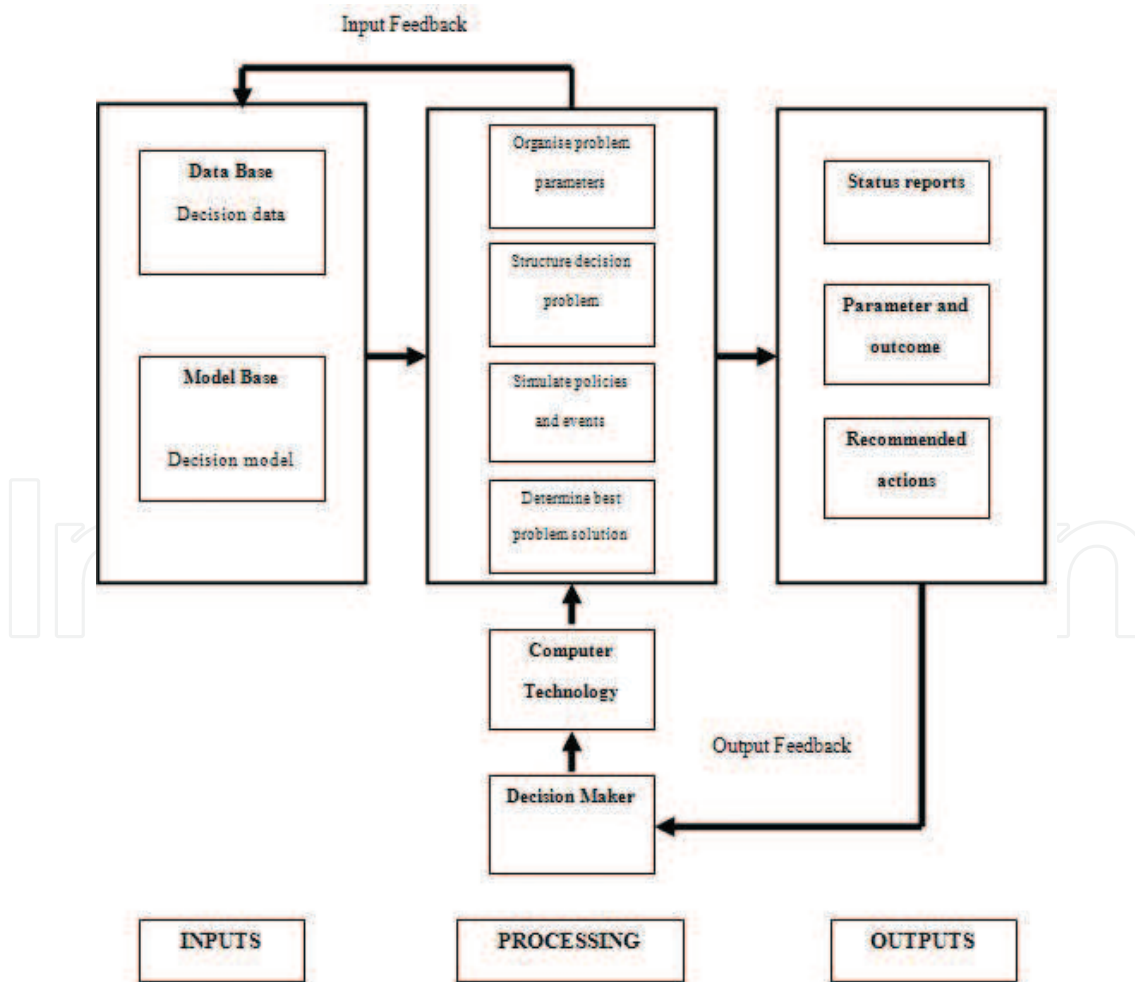 Input Feedback
Data Base
Decision data
Model Base
Decision model
Organise problem
parameters
Structure decision
problem
Simulate policies
and events
Determine best
problem solution
Status reports
Parameter and
outcome
Recommended
actions
Computer
Technology
Output Feedback
Decision Maker
INPUTS
PROCESSING
OUTPUTS